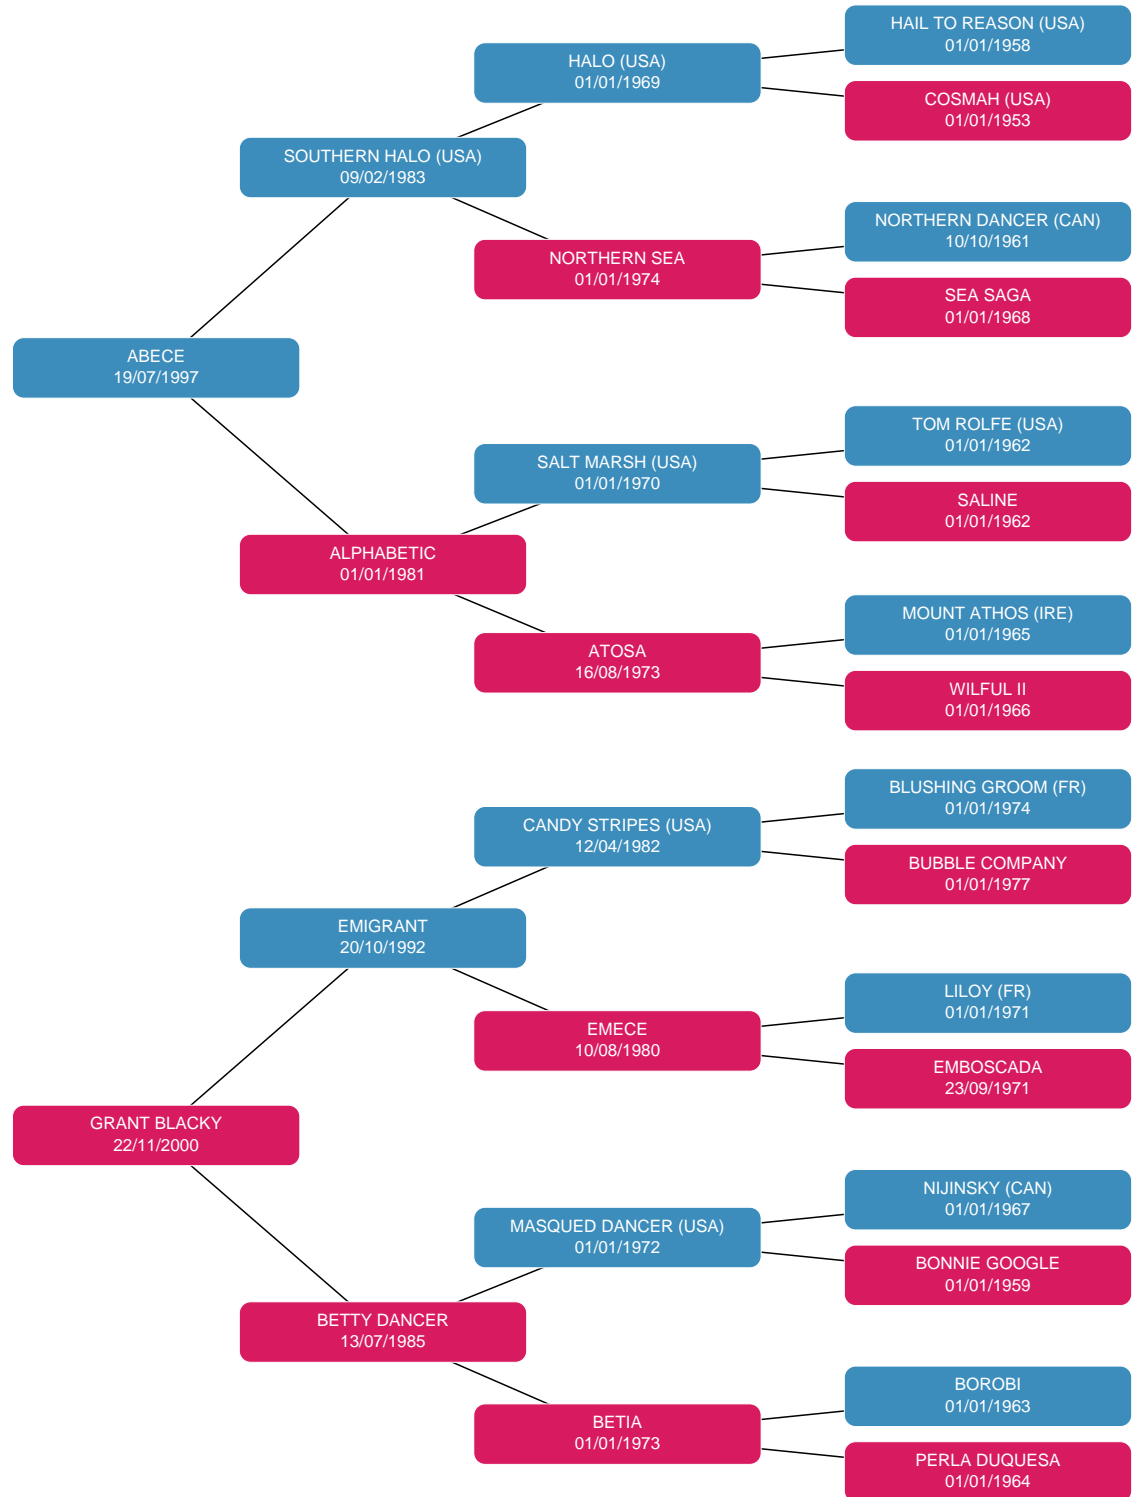 HAIL TO REASON (USA)
01/01/1958
HALO (USA)
01/01/1969
COSMAH (USA)
01/01/1953
SOUTHERN HALO (USA)
09/02/1983
NORTHERN DANCER (CAN)
10/10/1961
NORTHERN SEA
01/01/1974
SEA SAGA
01/01/1968
ABECE
19/07/1997
TOM ROLFE (USA)
01/01/1962
SALT MARSH (USA)
01/01/1970
SALINE
01/01/1962
ALPHABETIC
01/01/1981
MOUNT ATHOS (IRE)
01/01/1965
ATOSA
16/08/1973
WILFUL II
01/01/1966
BLUSHING GROOM (FR)
01/01/1974
CANDY STRIPES (USA)
12/04/1982
BUBBLE COMPANY
01/01/1977
EMIGRANT
20/10/1992
LILOY (FR)
01/01/1971
EMECE
10/08/1980
EMBOSCADA
23/09/1971
GRANT BLACKY
22/11/2000
NIJINSKY (CAN)
01/01/1967
MASQUED DANCER (USA)
01/01/1972
BONNIE GOOGLE
01/01/1959
BETTY DANCER
13/07/1985
BOROBI
01/01/1963
BETIA
01/01/1973
PERLA DUQUESA
01/01/1964